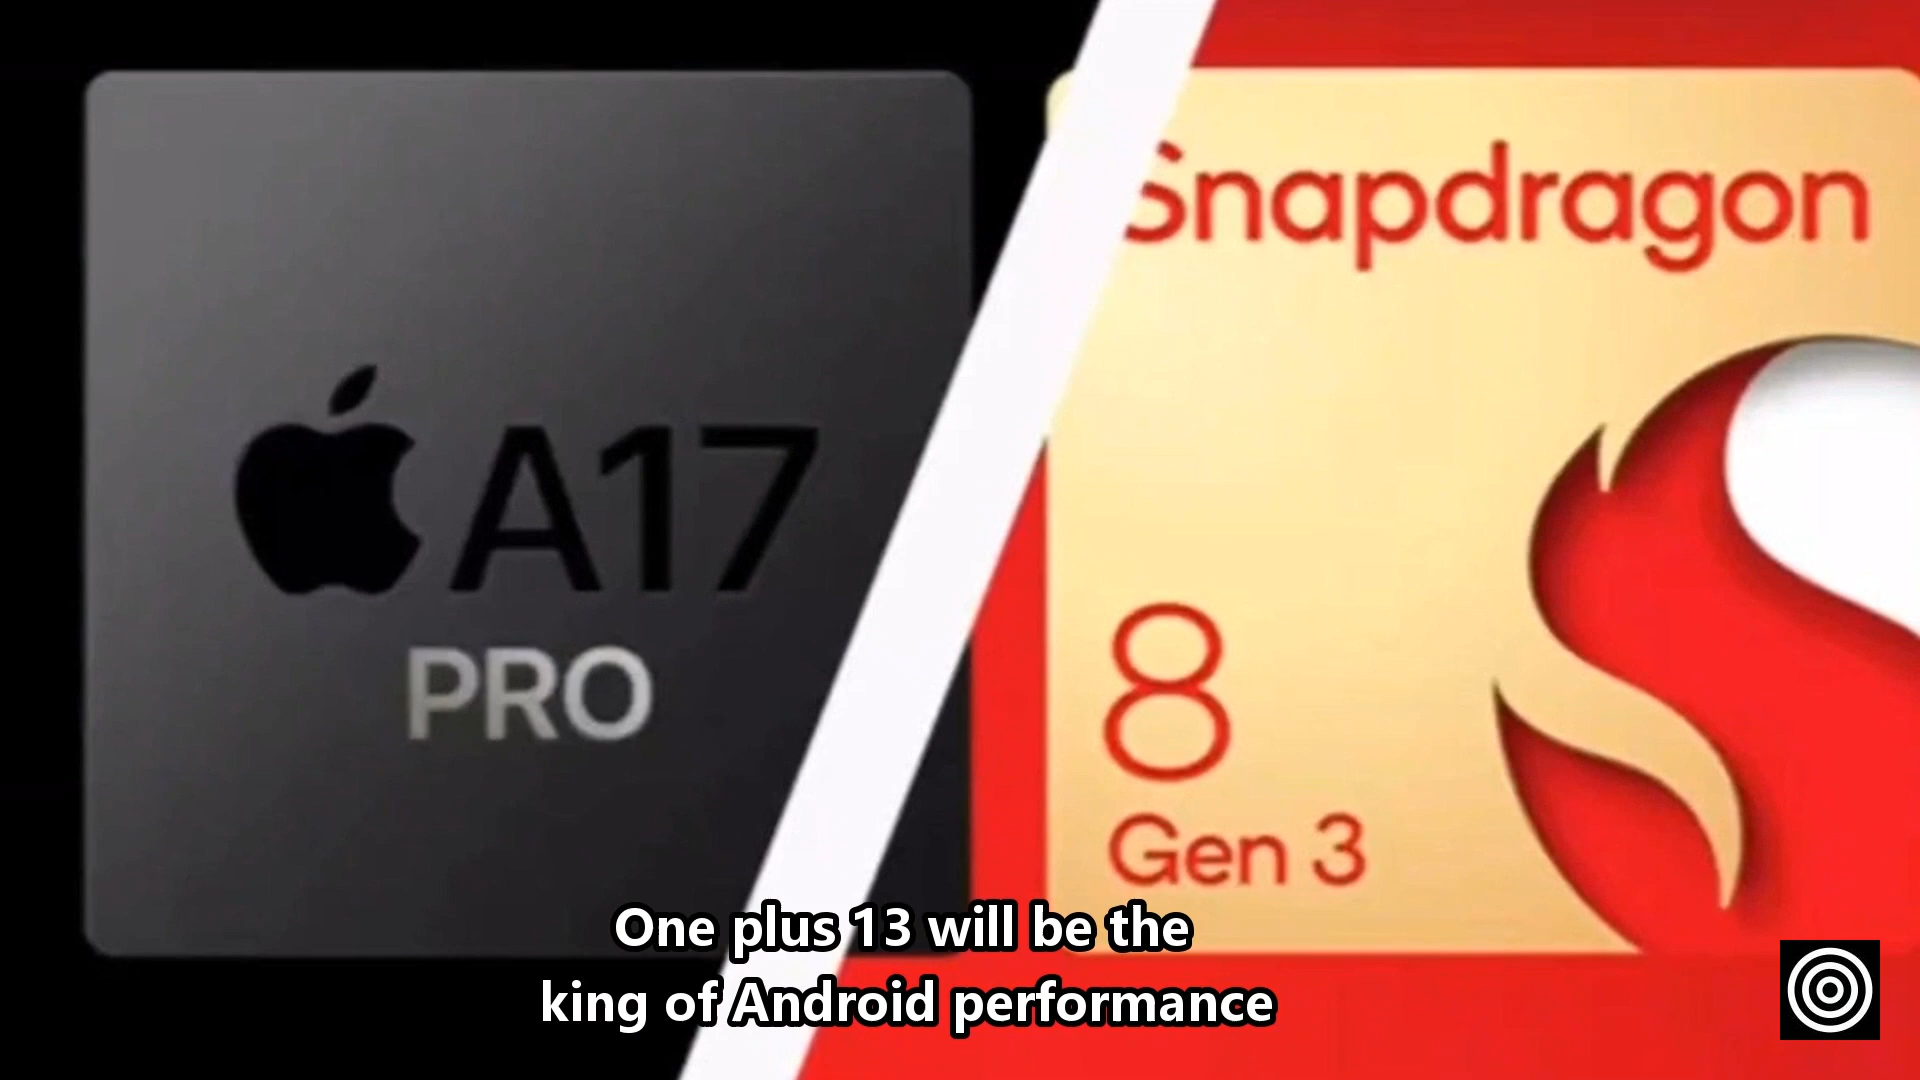 A17
PRO
Snapdragon
8
Gen 3
One plus 13 will be the
king of Android performance